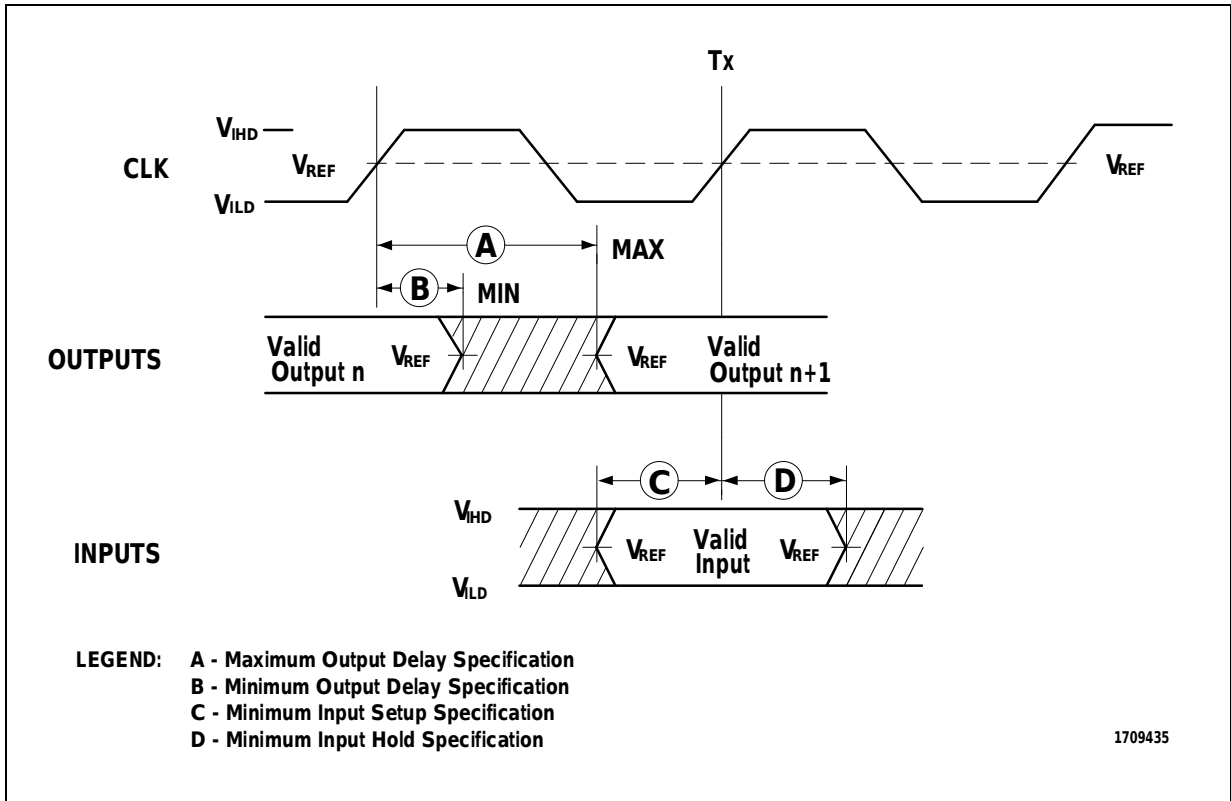 Tx
VIHD
CLK
VREF
VREF
VILD
A
MAX
B
MIN
OUTPUTS
Valid
Output n
VREF
VREF
Valid
Output n+1
C
D
VIHD
INPUTS
VREF
Valid
Input
VREF
VILD
LEGEND:
A - Maximum Output Delay Specification
B - Minimum Output Delay Specification
C - Minimum Input Setup Specification
D - Minimum Input Hold Specification
1709435